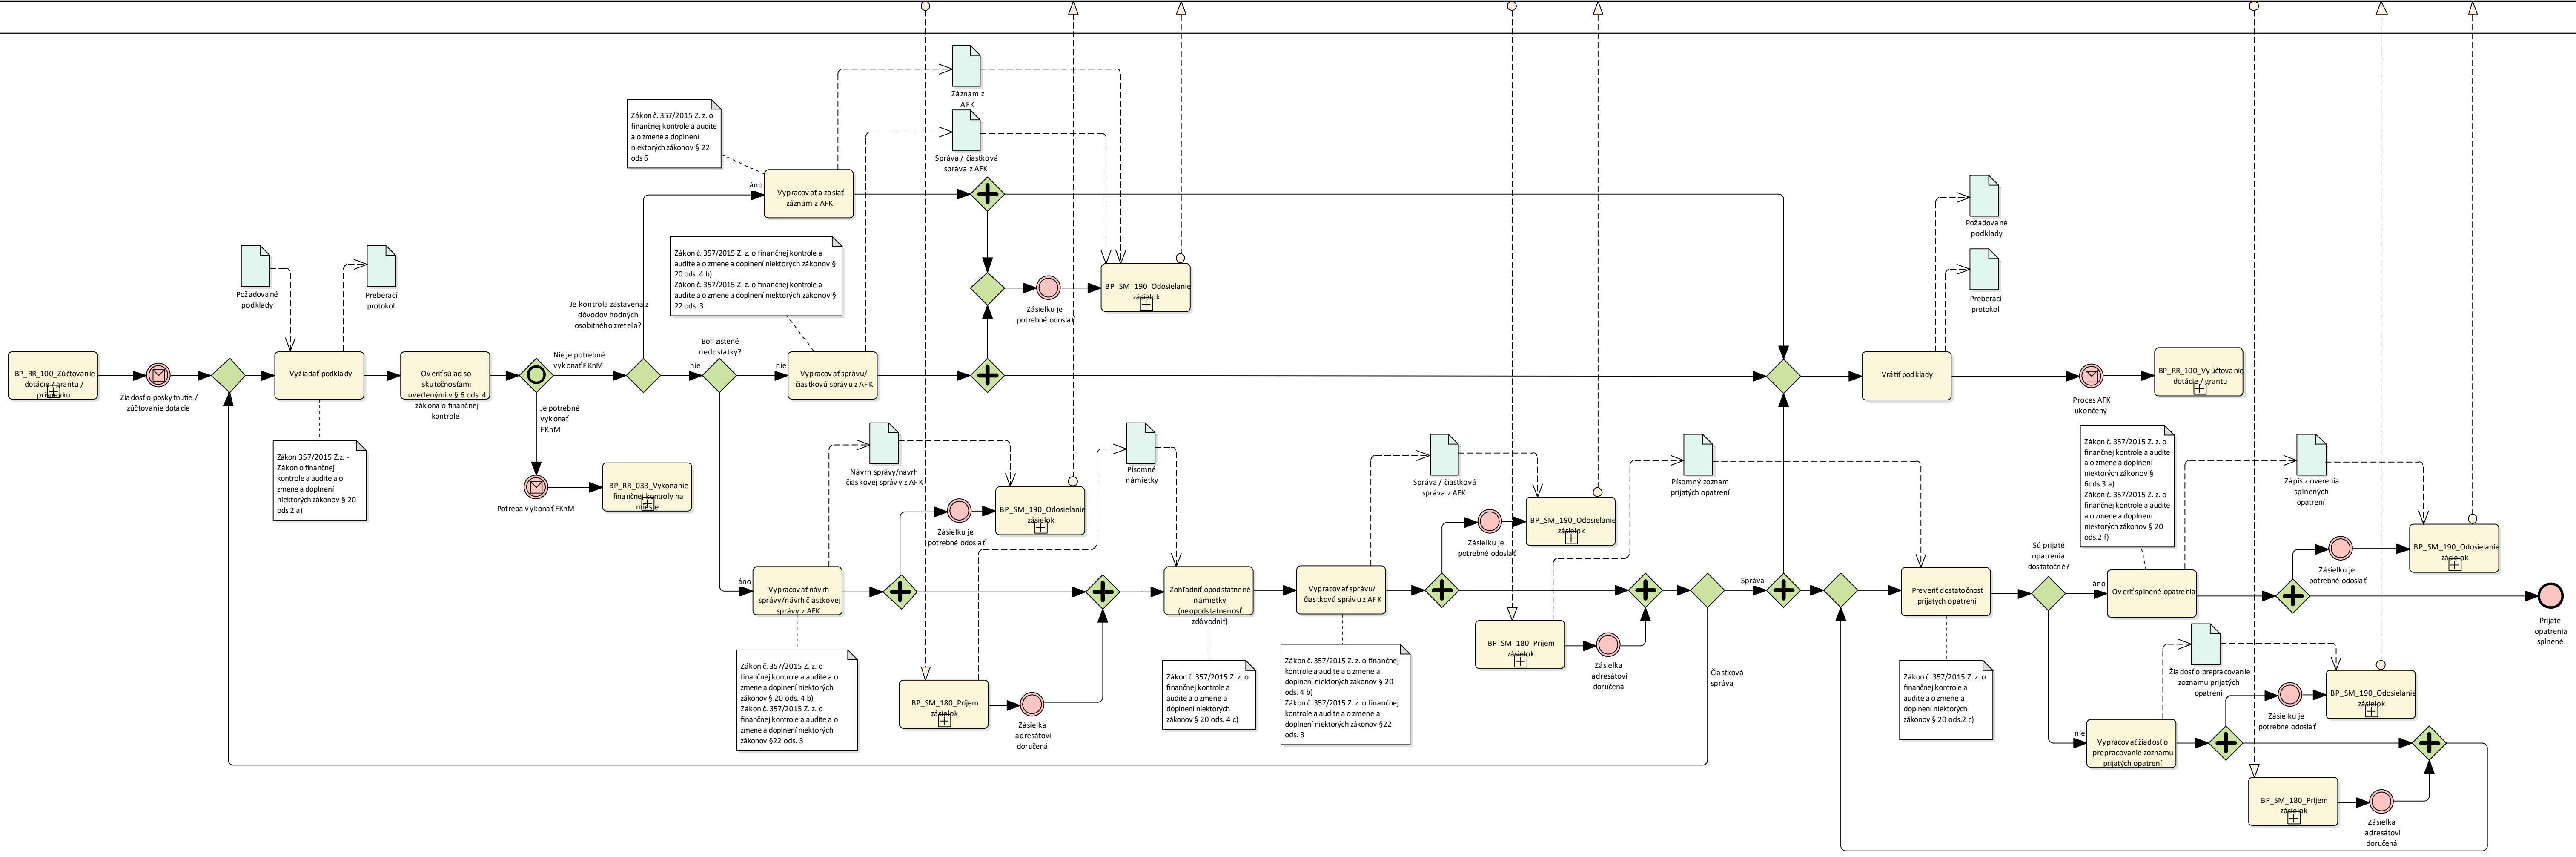 Záznam z
AFK
Zákon č. 357/2015 Z. z. o
finančnej kontrole a audite
a o zmene a doplnení
niektorých zákonov § 22
ods 6
Správa / čiastková
správa z AFK
áno
Vypracovať a zaslať
záznam z AFK
Požadované
podklady
Zákon č. 357/2015 Z. z. o finančnej kontrole a
audite a o zmene a doplnení niektorých zákonov §
20 ods. 4 b)
Zákon č. 357/2015 Z. z. o finančnej kontrole a
audite a o zmene a doplnení niektorých zákonov §
22 ods. 3
BP_SM_190_Odosielanie
zásielok
Zásielku je
potrebné odoslať
Požadované
podklady
Preberací
protokol
Preberací
protokol
Je kontrola zastavená z
dôvodov hodných
osobitného zreteľa?
Boli zistené
nedostatky?
BP_RR_100_Zúčtovanie
dotácie / grantu /
príspevku
Žiadosť o poskytnutie /
zúčtovanie dotácie
Vyžiadať podklady
Overiť súlad so
skutočnosťami
uvedenými v § 6 ods. 4
zákona o finančnej
kontrole
Nie je potrebné
vykonať FKnM
nie
nie
Vypracovať správu/
čiastkovú správu z AFK
Vrátiť podklady
Proces AFK
ukončený
BP_RR_100_Vyúčtovanie
dotácie / grantu
Je potrebné
vykonať
FKnM
Zákon 357/2015 Z.z. -
Zákon o finančnej
kontrole a audite a o
zmene a doplnení
niektorých zákonov § 20
ods 2 a)
Potreba vykonať FKnM
BP_RR_033_Vykonanie
finančnej kontroly na
mieste
Návrh správy/návrh
čiastkovej správy z AFK
Písomné
námietky
Zásielku je
potrebné odoslať
BP_SM_190_Odosielanie
zásielok
Správa / čiastková
správa z AFK
Písomný zoznam
prijatých opatrení
Zásielku je
potrebné odoslať
BP_SM_190_Odosielanie
zásielok
Zákon č. 357/2015 Z. z. o
finančnej kontrole a audite
a o zmene a doplnení
niektorých zákonov §
6ods.3 a)
Zákon č. 357/2015 Z. z. o
finančnej kontrole a audite
a o zmene a doplnení
niektorých zákonov § 20
ods.2 f)
Zápis z overenia
splnených
opatrení
Zásielku je
potrebné odoslať
BP_SM_190_Odosielanie
zásielok
áno
Vypracovať návrh
správy/návrh čiastkovej
správy z AFK
Zohľadniť opodstatnené
námietky
(neopodstatnenosť
zdôvodniť)
Vypracovať správu/
čiastkovú správu z AFK
Správa
Preveriť dostatočnosť
prijatých opatrení
Sú prijaté
opatrenia
dostatočné?
áno
Overiť splnené opatrenia
Prijaté
opatrenia
splnené
Zákon č. 357/2015 Z. z. o
finančnej kontrole a audite a o
zmene a doplnení niektorých
zákonov § 20 ods. 4 b)
Zákon č. 357/2015 Z. z. o
finančnej kontrole a audite a o
zmene a doplnení niektorých
zákonov §22 ods. 3
BP_SM_180_Príjem
zásielok
Zásielka
adresátovi
doručená
Zákon č. 357/2015 Z. z. o
finančnej kontrole a
audite a o zmene a
doplnení niektorých
zákonov § 20 ods. 4 c)
Zákon č. 357/2015 Z. z. o finančnej
kontrole a audite a o zmene a
doplnení niektorých zákonov § 20
ods. 4 b)
Zákon č. 357/2015 Z. z. o finančnej
kontrole a audite a o zmene a
doplnení niektorých zákonov §22
ods. 3
BP_SM_180_Príjem
zásielok
Zásielka
adresátovi
doručená
Čiastková
správa
Zákon č. 357/2015 Z. z. o
finančnej kontrole a
audite a o zmene a
doplnení niektorých
zákonov § 20 ods.2 c)
Žiadosť o prepracovanie
zoznamu prijatých
opatrení
Zásielku je
potrebné odoslať
BP_SM_190_Odosielanie
zásielok
nie
Vypracovať žiadosť o
prepracovanie zoznamu
prijatých opatrení
BP_SM_180_Príjem
zásielok
Zásielka
adresátovi
doručená